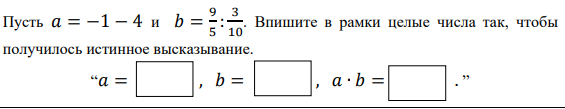 Пусть a = −1 − 4 и b = 9/5 : 3/10. Впишите в рамки целые числа так, чтобы
получилось истинное высказывание.
“a = , b = , a · b = .”